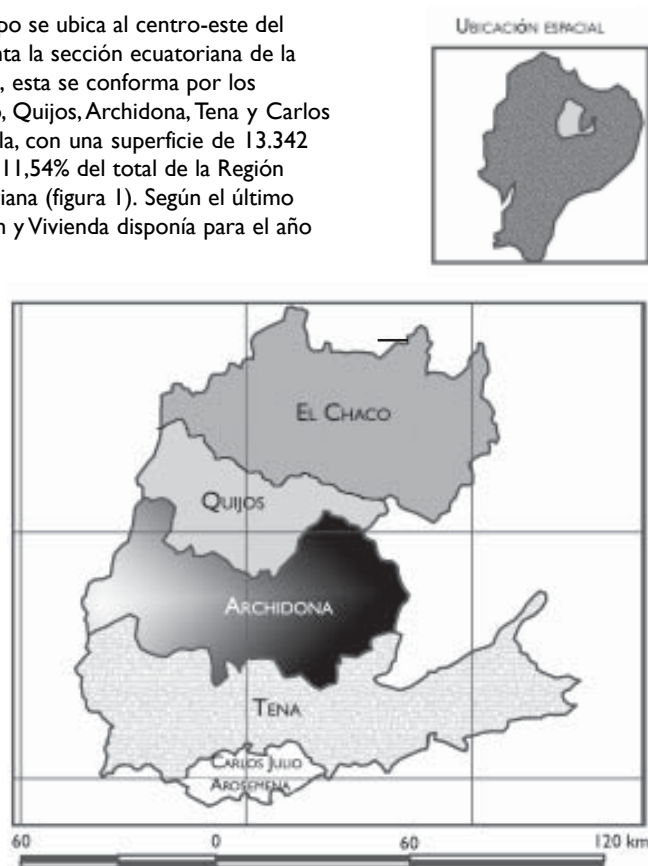 po se ubica al centro-este del
nta la sección ecuatoriana de la
, esta se conforma por los
, Quijos, Archidona, Tena y Carlos
la, con una superficie de 13.342
11,54% del total de la Región
iana (figura 1). Según el último
n y Vivienda disponía para el año
UBICACIÓN ESPACIAL
EL CHACO
QUIJOS
ARCHIDONA
TENA
CARLOS JULIO
AROSEMENA
60 0 60 120 km